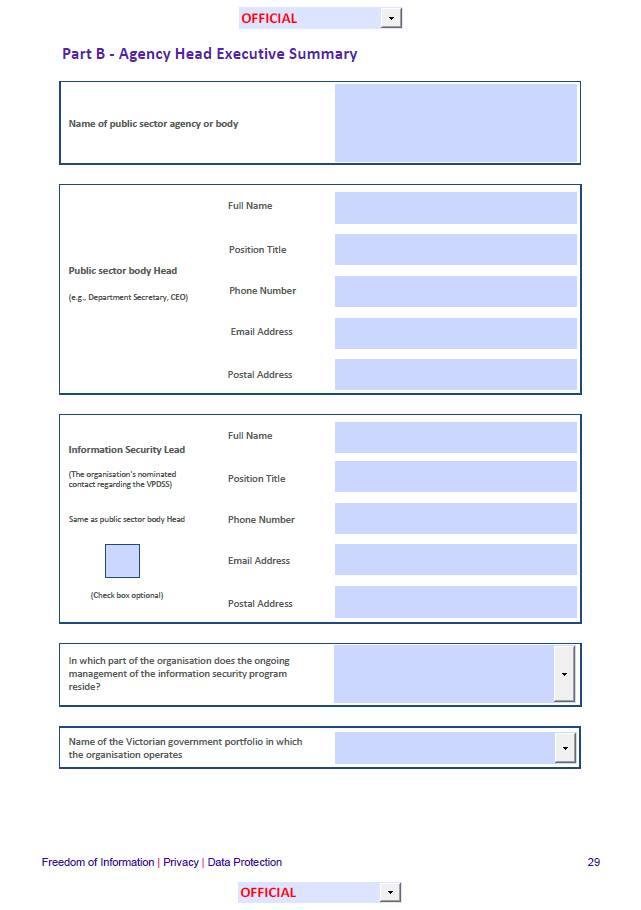 OFFICIAL
Part B - Agency Head Executive Summary
Name of public sector agency or body
Full Name
Position Title
Public sector body Head
(e.g., Department Secretary, CEO)
Phone Number
Email Address
Postal Address
Full Name
Information Security Lead
(The organisation's nominated
contact regarding the VPDSS)
Position Title
Same as public sector body Head
Phone Number
Email Address
(Check box optional)
Postal Address
In which part of the organisation does the ongoing
management of the information security program
reside?
Name of the Victorian government portfolio in which
the organisation operates
Freedom of Information | Privacy | Data Protection 29
OFFICIAL